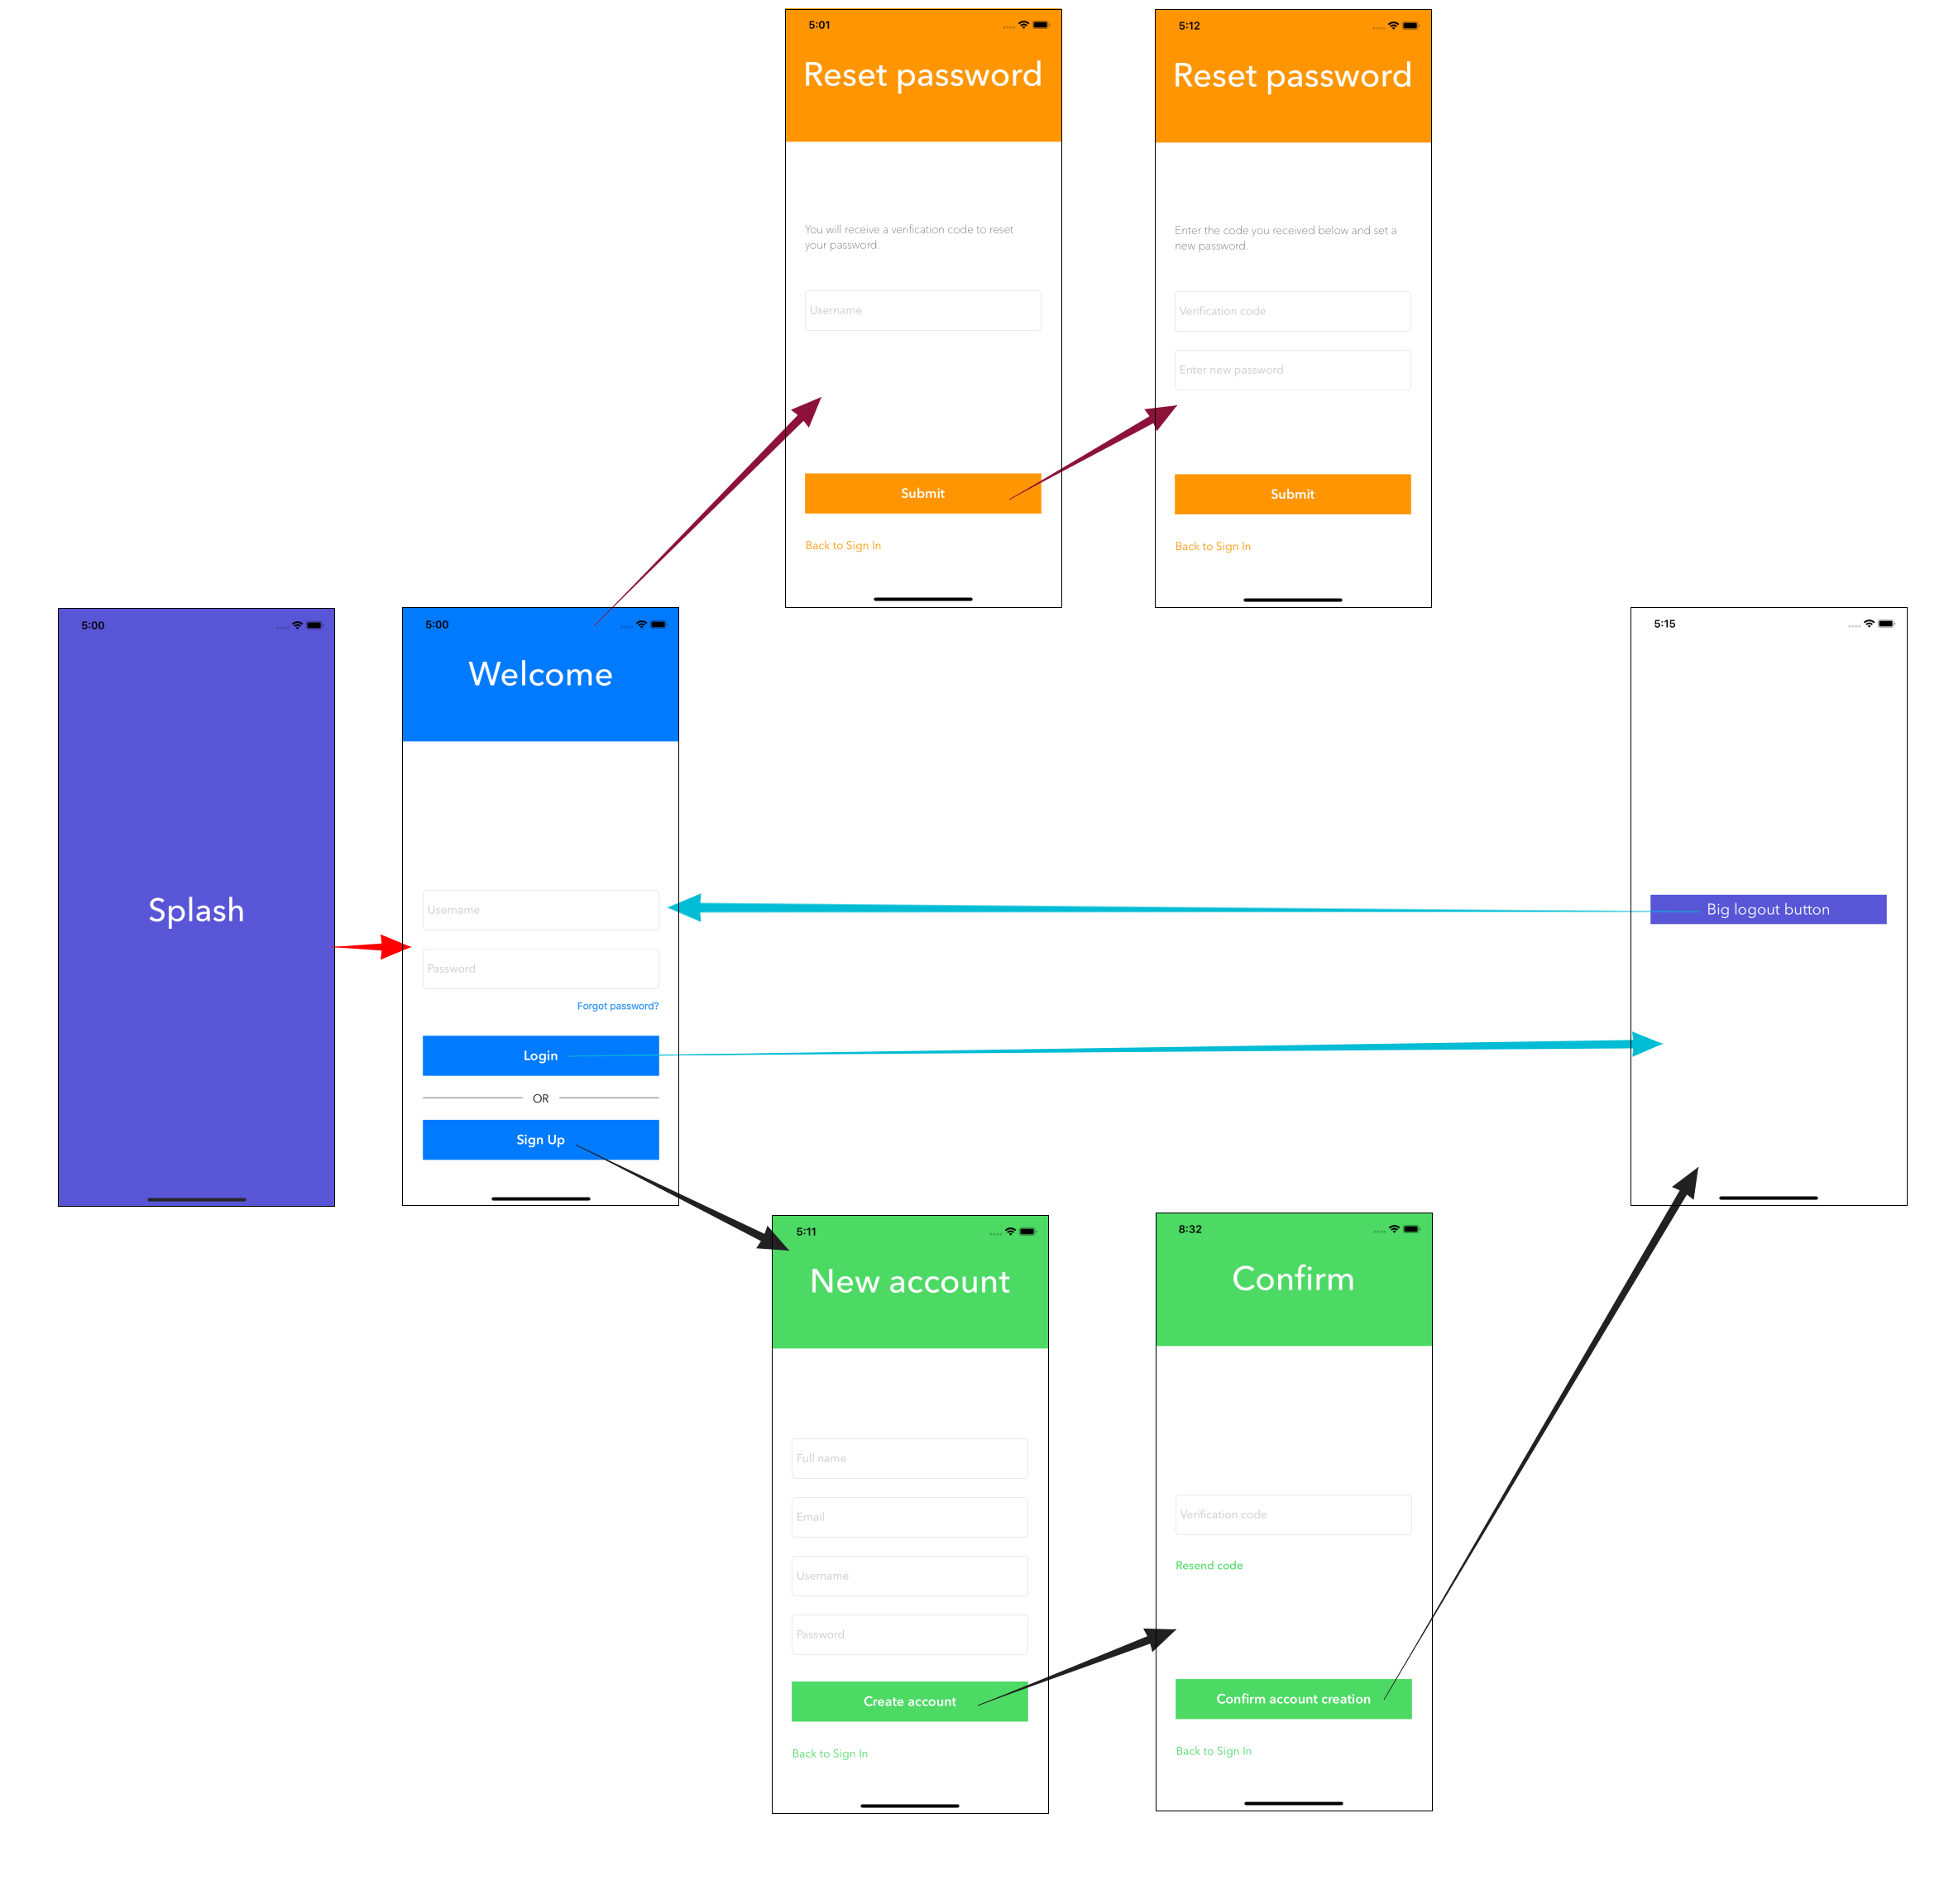 5:01
Reset password
You will receive a verification code to reset
your password.
Username
Submit
Back to Sign In
5:12
Reset password
Enter the code you received below and set a
new password.
Verification code
Enter new password
Submit
Back to Sign In
5:00
Splash
5:00
Welcome
Username
Password
Forgot password?
Login
OR
Sign Up
5:15
Big logout button
5:11
New account
Full name
Email
Username
Password
Create account
Back to Sign In
8:32
Confirm
Verification code
Resend code
Confirm account creation
Back to Sign In